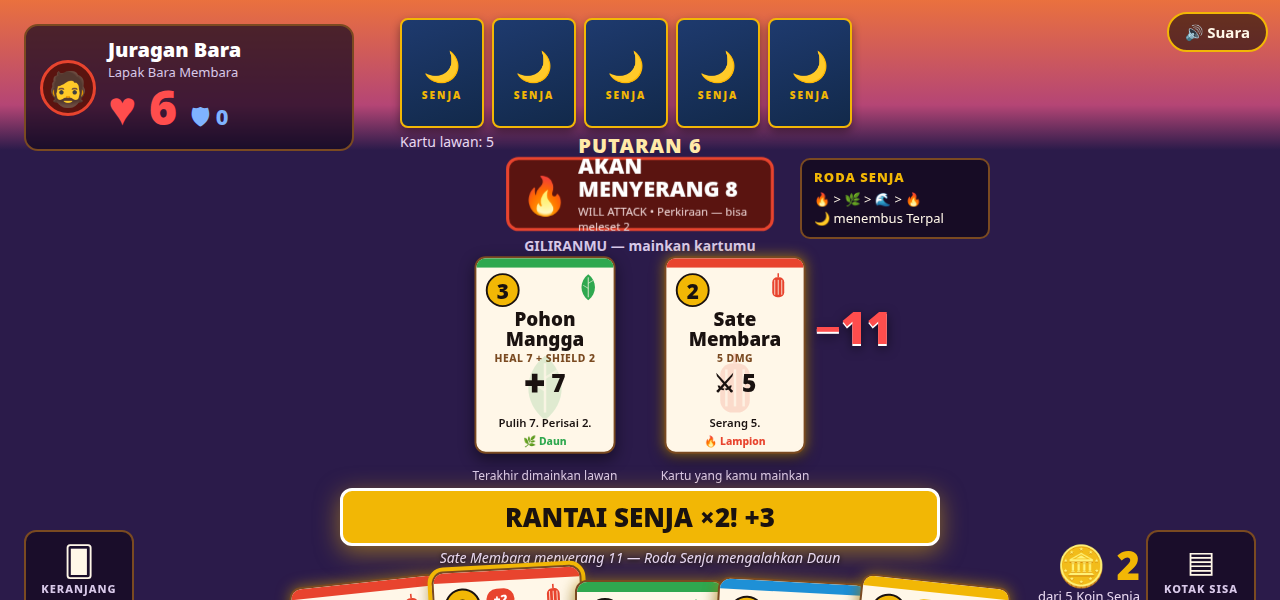 Juragan Bara
Lapak Bara Membara
♥ 6 0
SENJA SENJA SENJA SENJA SENJA
Kartu lawan: 5
Suara
PUTARAN 6
AKAN
MENYERANG 8
WILL ATTACK • Perkiraan — bisa
meleset 2
RODA SENJA
🔥 > 🌿 > 🌊 > 🔥
🌙 menembus Terpal
GILIRANMU — mainkan kartumu
3
Pohon
Mangga
HEAL 7 + SHIELD 2
✚ 7
Pulih 7. Perisai 2.
🌿 Daun
2
Sate
Membara
5 DMG
⚔ 5
Serang 5.
🔥 Lampion
−11
Terakhir dimainkan lawan
Kartu yang kamu mainkan
RANTAI SENJA ×2! +3
Sate Membara menyerang 11 — Roda Senja mengalahkan Daun
KERANJANG
2
dari 5 Koin Senja
KOTAK SISA